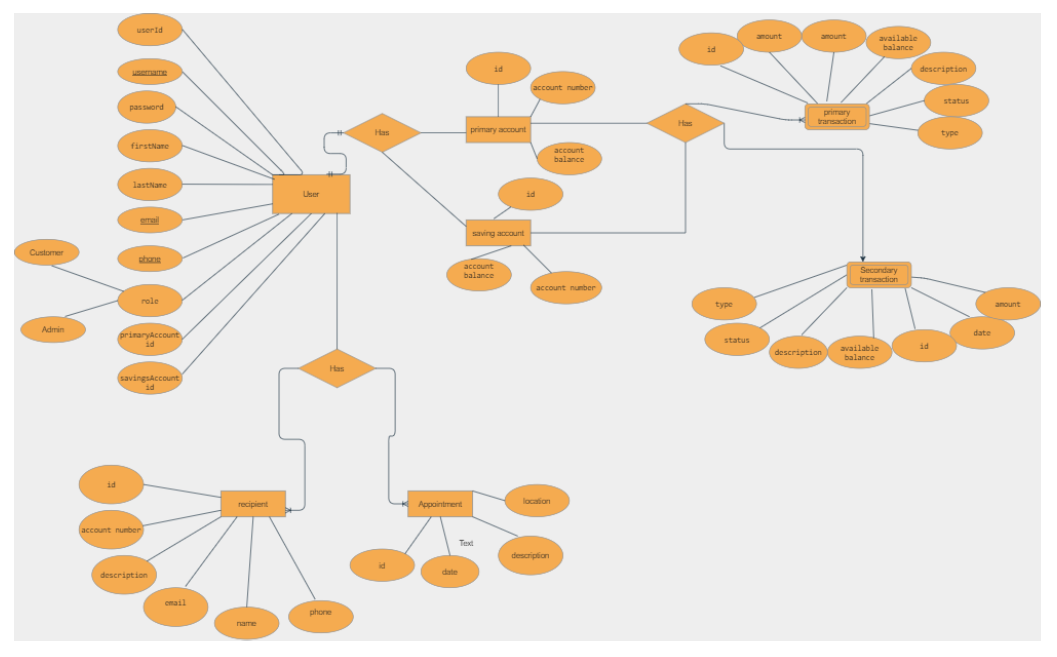 userId
username
password
firstName
lastName
email
phone
Customer
role
Admin
primaryAccount
id
savingsAccount
id
User
Has
id
account number
primary account
account
balance
id
saving account
account
balance
account number
Has
id
amount
amount
available
balance
description
status
type
primary
transaction
Secondary
transaction
type
status
description
available
balance
id
date
amount
Has
id
account number
description
email
name
phone
recipient
Appointment
location
description
Text
date
id